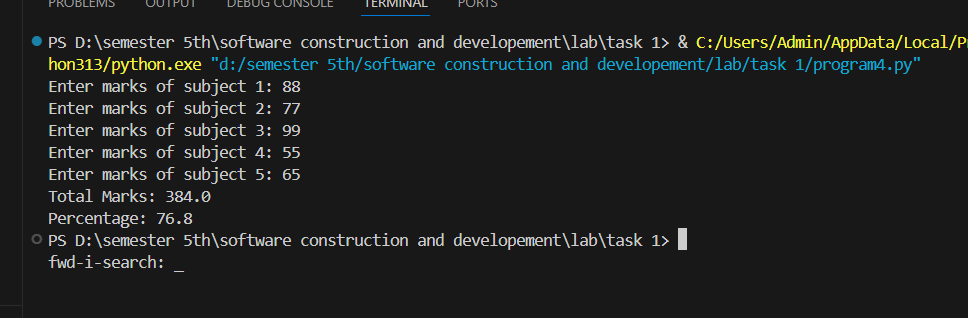 PROBLEMS OUTPUT DEBUG CONSOLE TERMINAL PORTS
PS D:\semester 5th\software construction and developement\lab\task 1> & C:/Users/Admin/AppData/Local/
hon313/python.exe "d:/semester 5th/software construction and developement/lab/task 1/program4.py"
Enter marks of subject 1: 88
Enter marks of subject 2: 77
Enter marks of subject 3: 99
Enter marks of subject 4: 55
Enter marks of subject 5: 65
Total Marks: 384.0
Percentage: 76.8
PS D:\semester 5th\software construction and developement\lab\task 1>
fwd-i-search: _